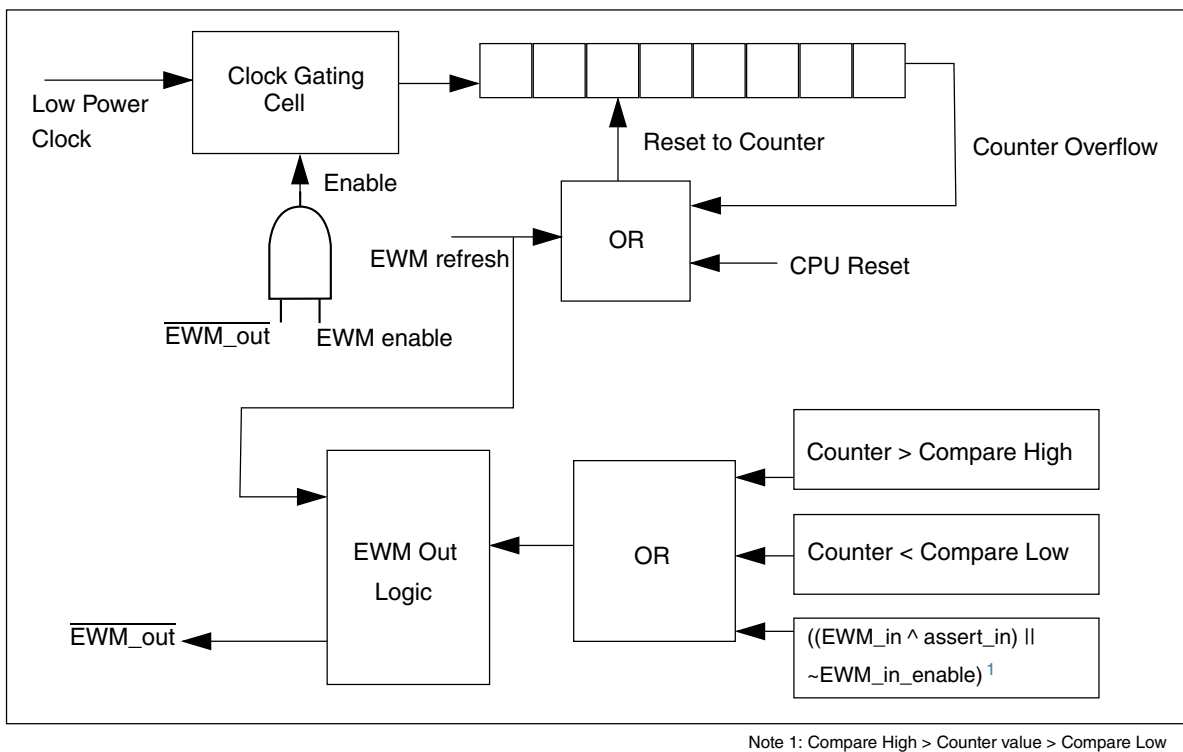 Low Power
Clock
Clock Gating
Cell
Enable
EWM_out
EWM enable
Reset to Counter
Counter Overflow
EWM refresh
OR
CPU Reset
Counter > Compare High
EWM Out
Logic
OR
Counter < Compare Low
EWM_out
((EWM_in ^ assert_in) ||
~EWM_in_enable) 1
Note 1: Compare High > Counter value > Compare Low